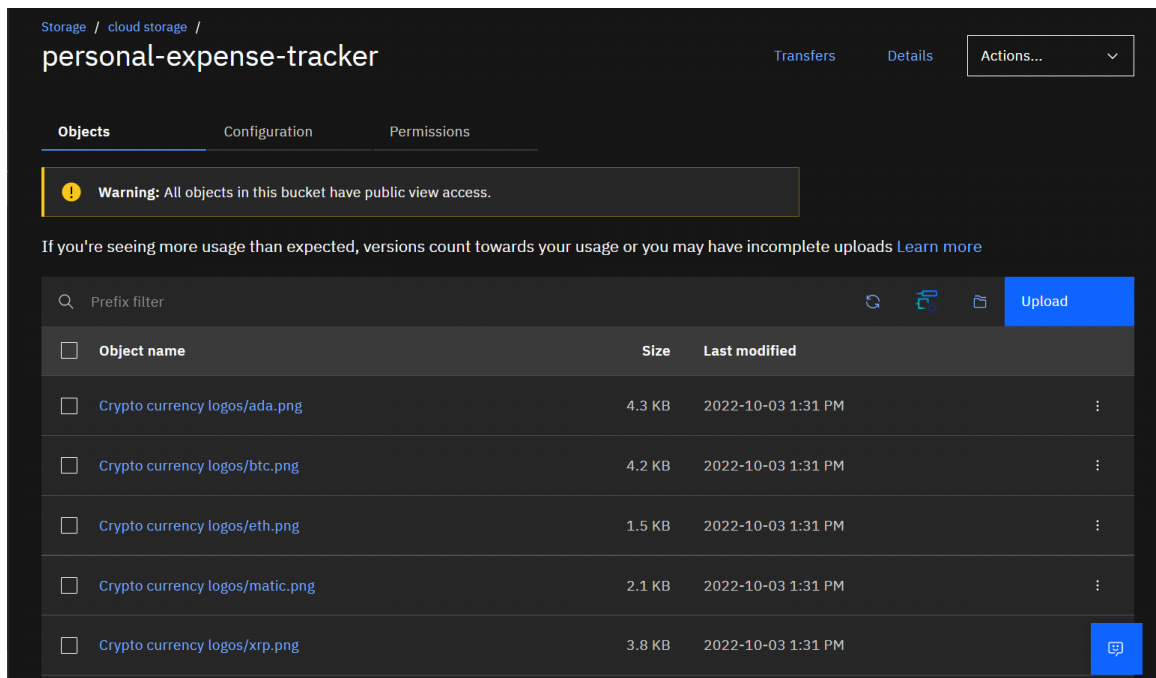 Storage / cloud storage /
personal-expense-tracker
Transfers Details Actions...
Objects Configuration Permissions
Warning: All objects in this bucket have public view access.
If you're seeing more usage than expected, versions count towards your usage or you may have incomplete uploads Learn more
Prefix filter Upload
Object name Size Last modified
Crypto currency logos/ada.png 4.3 KB 2022-10-03 1:31 PM
Crypto currency logos/btc.png 4.2 KB 2022-10-03 1:31 PM
Crypto currency logos/eth.png 1.5 KB 2022-10-03 1:31 PM
Crypto currency logos/matic.png 2.1 KB 2022-10-03 1:31 PM
Crypto currency logos/xrp.png 3.8 KB 2022-10-03 1:31 PM